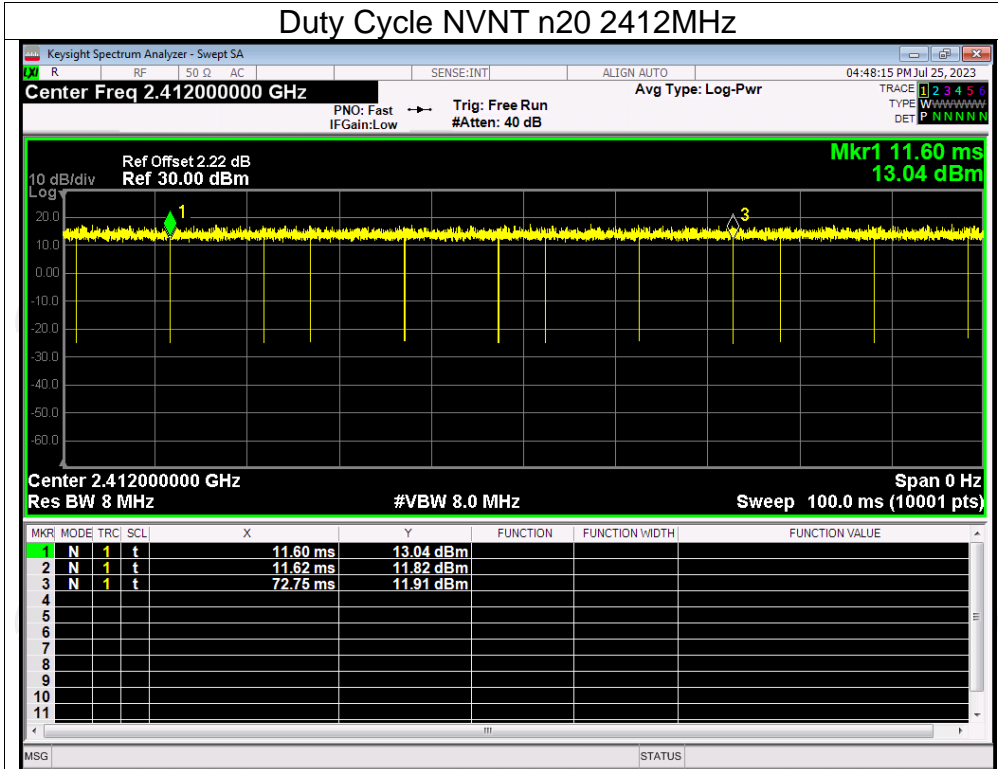 Duty Cycle NVNT n20 2412MHz
Keysight Spectrum Analyzer - Swept SA
LXI R RF 50 Ω AC SENSE:INT ALIGN AUTO 04:48:15 PM Jul 25, 2023
Center Freq 2.412000000 GHz Avg Type: Log-Pwr TRACE 1 2 3 4 5 6
PNO: Fast Trig: Free Run TYPE W
IFGain:Low #Atten: 40 dB DET P N N N N N
Mkr1 11.60 ms
Ref Offset 2.22 dB
10 dB/div Ref 30.00 dBm 13.04 dBm
Log
1 3
20.0
10.0
0.00
-10.0
-20.0
-30.0
-40.0
-50.0
-60.0
Center 2.412000000 GHz Span 0 Hz
Res BW 8 MHz #VBW 8.0 MHz Sweep 100.0 ms (10001 pts)
MKR MODE TRC SCL X Y FUNCTION FUNCTION WIDTH FUNCTION VALUE
1 N 1 t 11.60 ms 13.04 dBm
2 N 1 t 11.62 ms 11.82 dBm
3 N 1 t 72.75 ms 11.91 dBm
4
5
6
7
8
9
10
11
MSG STATUS